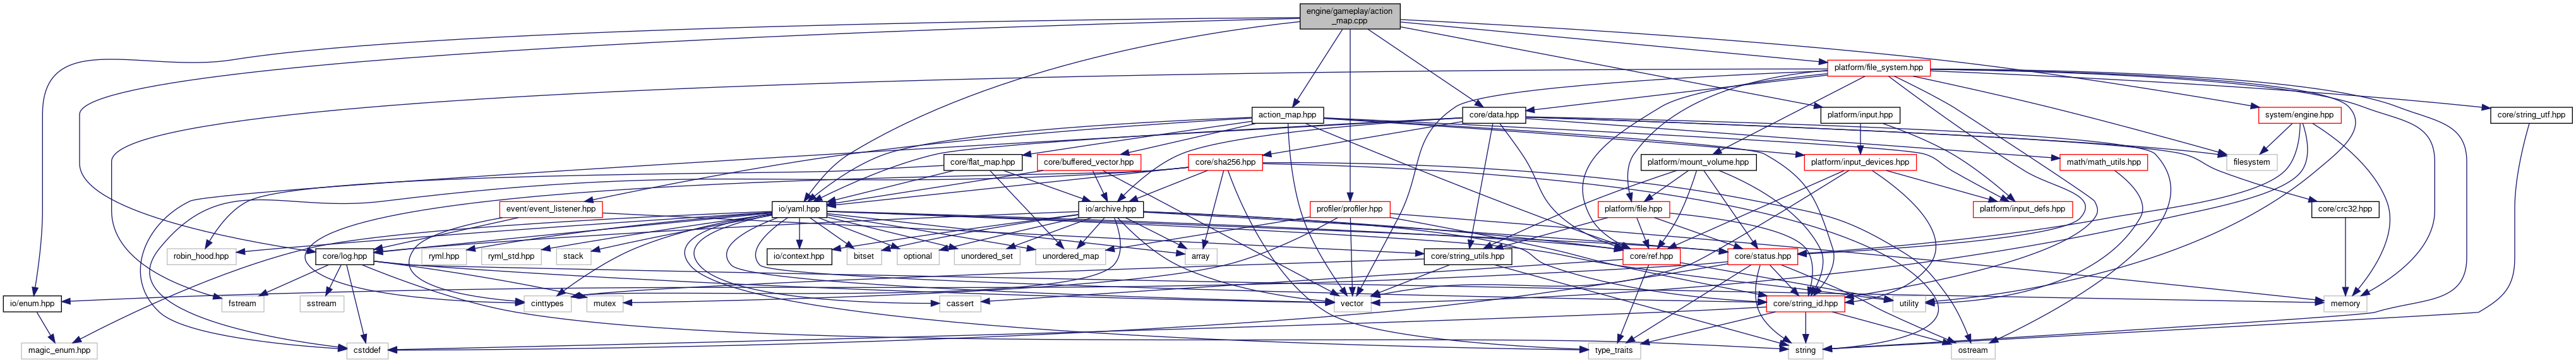 engine/gameplay/action
_map.cpp
platform/file_system.hpp
action_map.hpp
core/data.hpp
platform/input.hpp
system/engine.hpp
core/string_utf.hpp
core/flat_map.hpp
core/buffered_vector.hpp
core/sha256.hpp
platform/mount_volume.hpp
platform/input_devices.hpp
math/math_utils.hpp
filesystem
event/event_listener.hpp
io/yaml.hpp
io/archive.hpp
profiler/profiler.hpp
platform/file.hpp
platform/input_defs.hpp
core/crc32.hpp
robin_hood.hpp
core/log.hpp
ryml.hpp
ryml_std.hpp
stack
io/context.hpp
bitset
optional
unordered_set
unordered_map
array
core/string_utils.hpp
core/ref.hpp
core/status.hpp
io/enum.hpp
fstream
sstream
cinttypes
mutex
cassert
vector
core/string_id.hpp
utility
memory
magic_enum.hpp
cstddef
type_traits
string
ostream